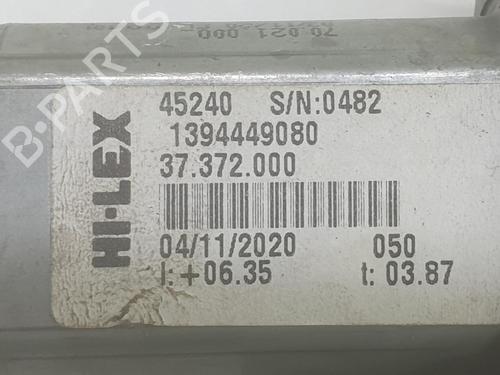 70 021 000
45240 S/N:0482
1394449080
37.372.000
04/11/2020 050
I: +06.35 t: 03.87
HI-LEX
B-PARTS